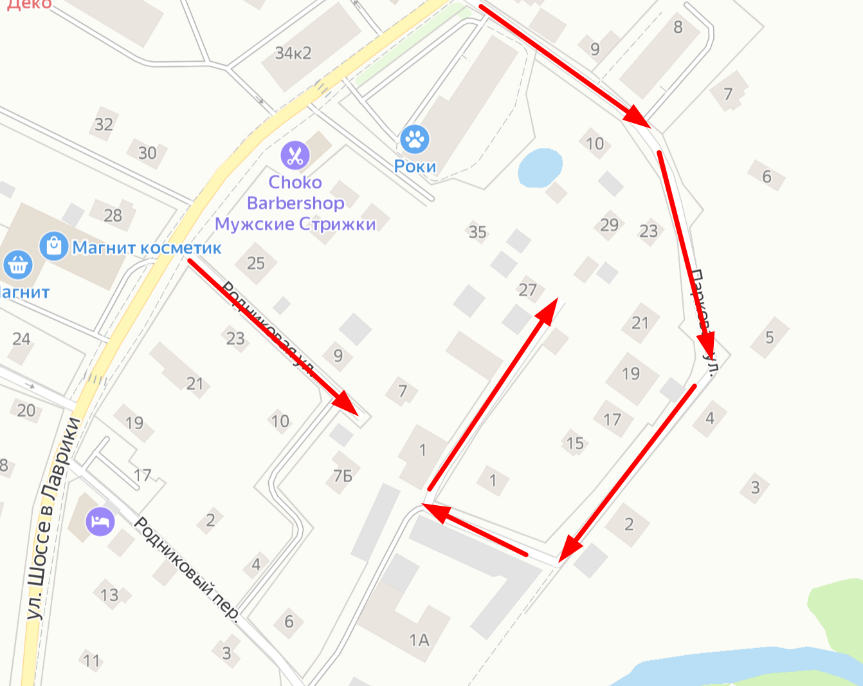 Деко
34к2
8
9
7
32
30
Роки
10
6
Choko
Barbershop
Мужские Стрижки
28
Магнит косметик
35
29
23
25
агнит
Родниковая ул.
27
Парковая ул.
21
5
24
23
9
19
21
7
20
19
10
17
4
15
1
8
17
7Б
1
3
ул. Шоссе в Лаврики
Родниковый пер.
2
2
4
13
6
1А
3
11